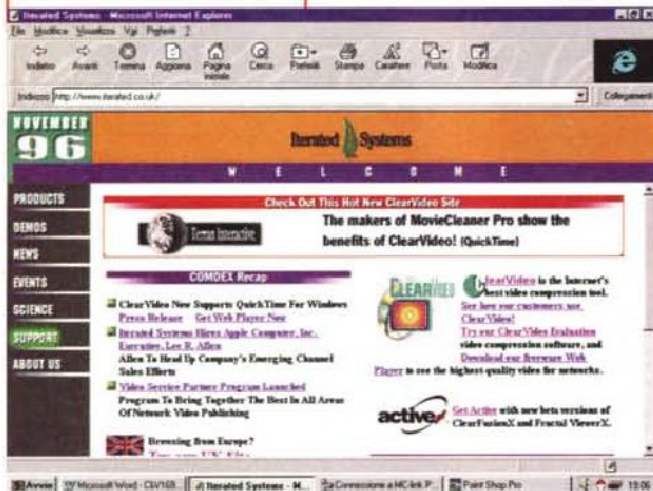 Iterated Systems - Microsoft Internet Explorer
File Modifica Visualizza Vai Preferiti ?
Indietro Avanti Termina Aggiorna Pagina iniziale Cerca Preferiti Stampa Carattere Posta Modifica
Indirizzo http://www.iterated.co.uk/ Collegamenti
NOVEMBER
96
Iterated Systems
W E L C O M E
PRODUCTS
DEMOS
NEWS
EVENTS
SCIENCE
SUPPORT
ABOUT US
Check Out This Hot New ClearVideo Site
Terran Interactive
The makers of MovieCleaner Pro show the
benefits of ClearVideo! (QuickTime)
COMDEX Recap
ClearVideo Now Supports QuickTime For Windows
Press Release Get Web Player Now
Iterated Systems Hires Apple Computer, Inc.
Executive, Lee R. Allen
Allen To Head Up Company's Emerging Channel
Sales Efforts
Video Service Partner Program Launched
Program To Bring Together The Best In All Areas
Of Network Video Publishing
Browsing from Europe?
ClearVideo is the Internet's
best video compression tool.
See how our customers use
ClearVideo!
Try our ClearVideo Evaluation
video compression software, and
Download our freeware Web
Player to see the highest-quality video for networks.
active
Get Active with new beta versions of
ClearFusionX and Fractal ViewerX.
Avvio Microsoft Word - CLV169... Iterated Systems - M... Connessione a MC-link P... Paint Shop Pro 19:06